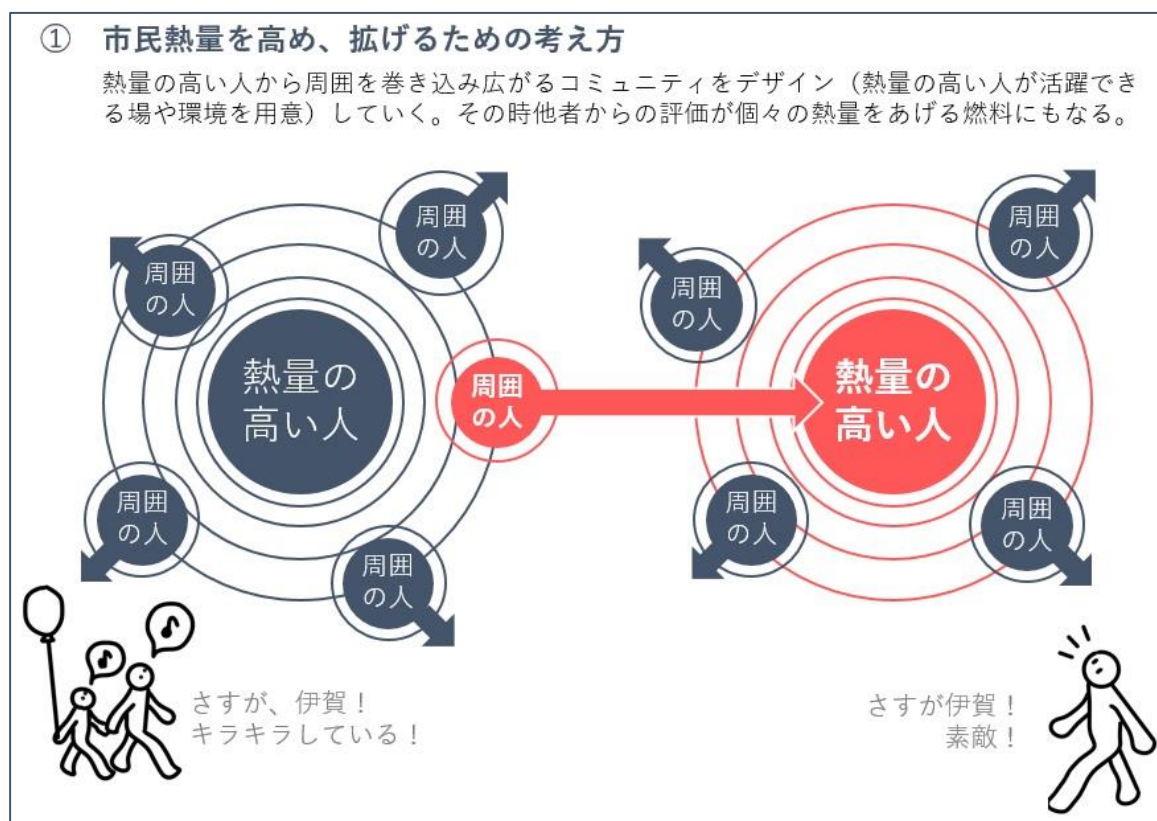 ① 市民熱量を高め、拡げるための考え方
熱量の高い人から周囲を巻き込み広がるコミュニティをデザイン（熱量の高い人が活躍でき
る場や環境を用意）していく。その時他者からの評価が個々の熱量をあげる燃料にもなる。
周囲
の人
周囲
の人
熱量の
高い人
周囲
の人
周囲
の人
周囲
の人
周囲
の人
周囲
の人
熱量の
高い人
周囲
の人
周囲
の人
さすが、伊賀！
キラキラしている！
さすが伊賀！
素敵！